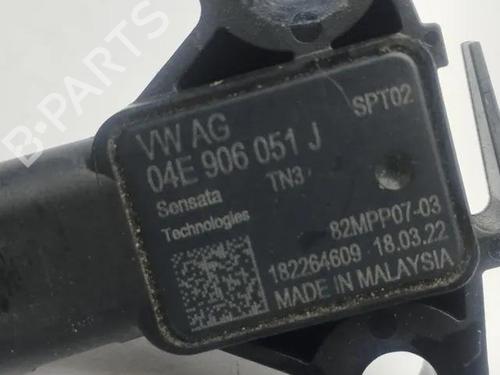 VW AG
SPT02
04E 906 051 J
Sensata
TN3
Technologies
82MPP07-03
182264609 18.03.22
MADE IN MALAYSIA
B-PARTS